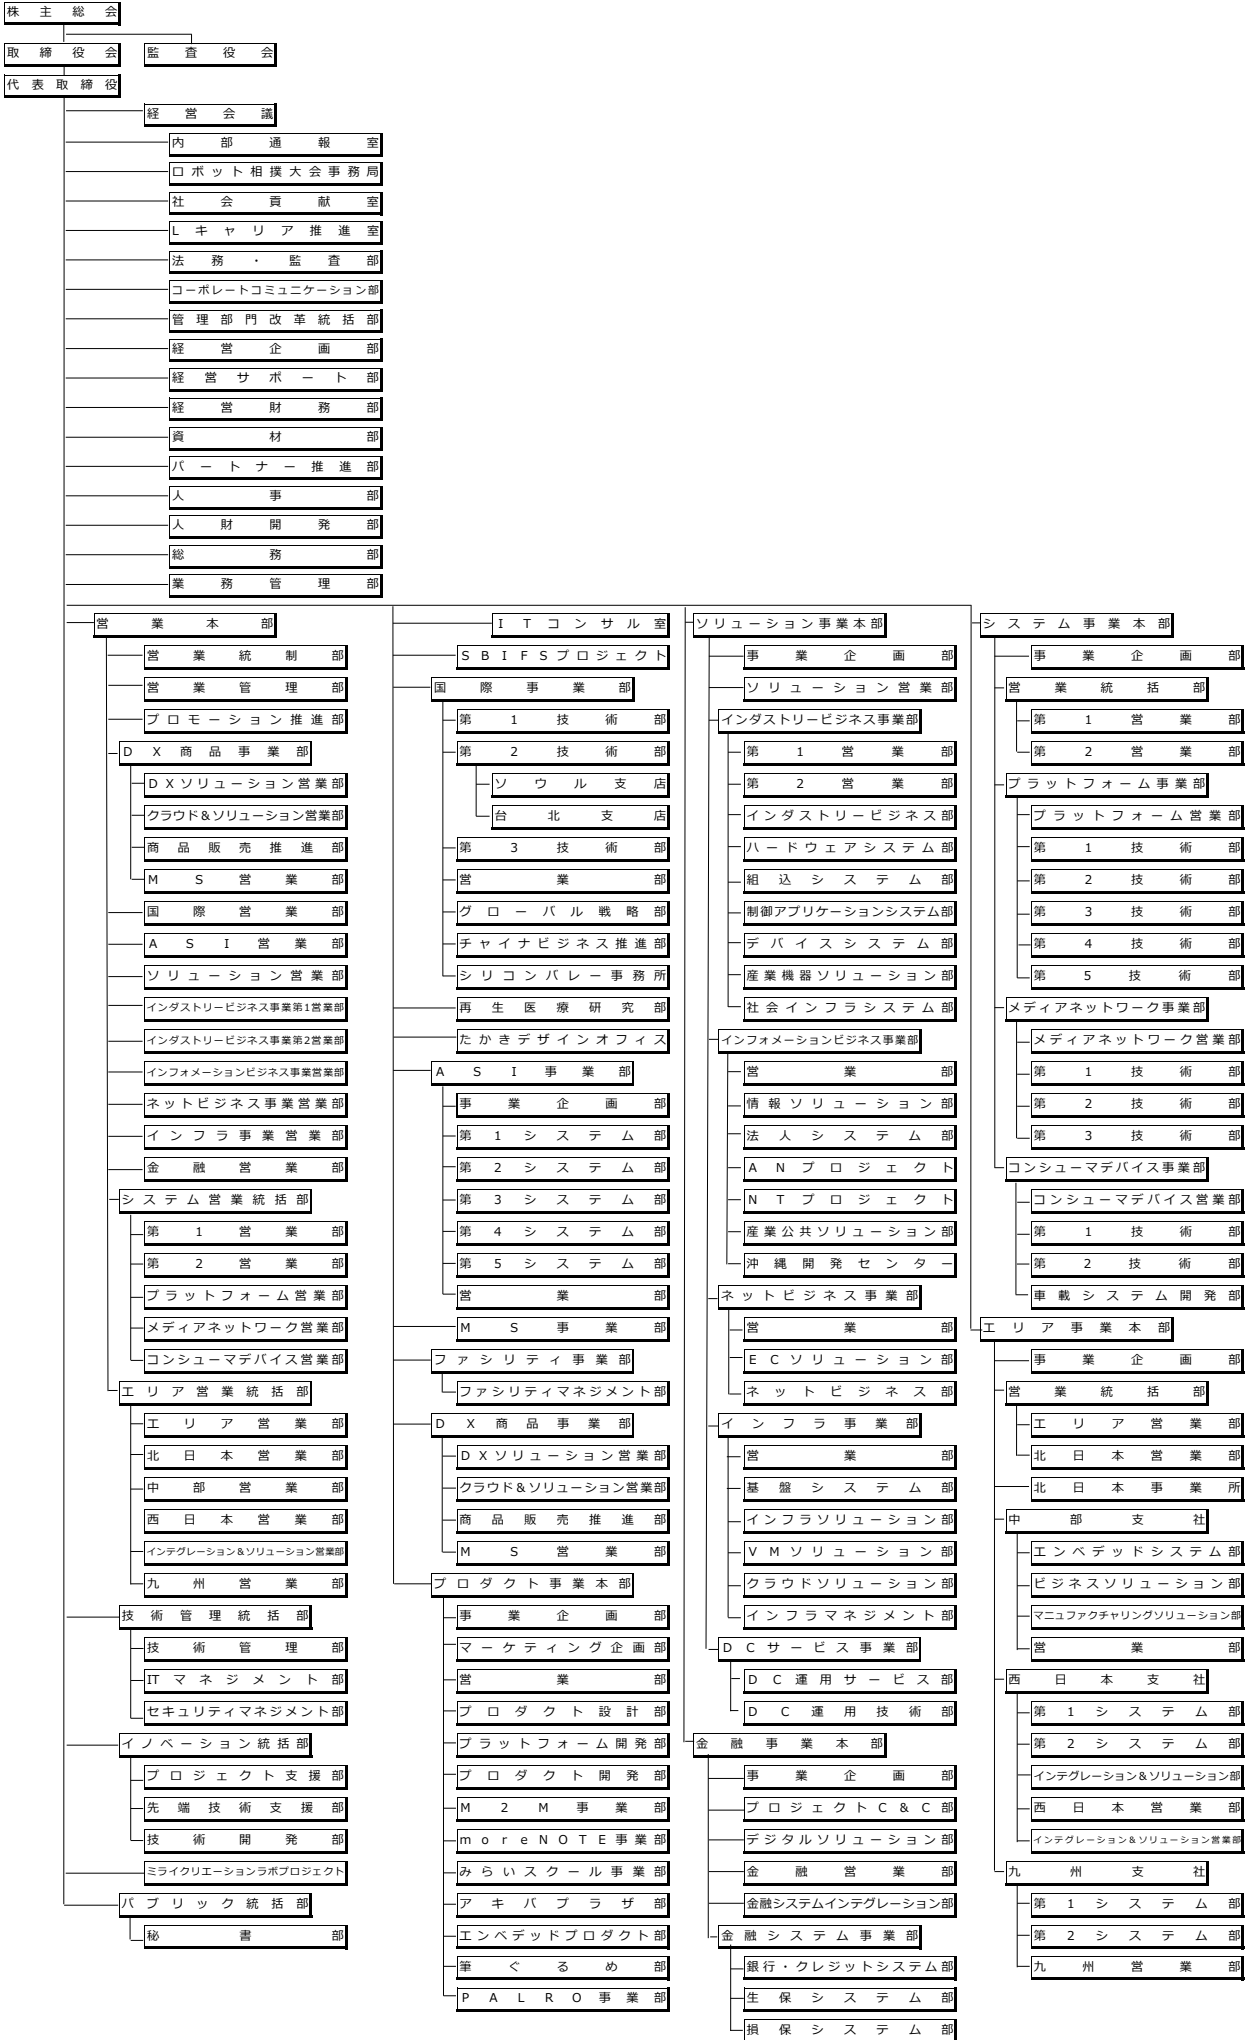 株主総会
取締役会
監査役会
代表取締役
経営会議
内部通報室
ロボット相撲大会事務局
社会貢献室
Lキャリア推進室
法務・監査部
コーポレートコミュニケーション部
管理部門改革統括部
経営企画部
経営サポート部
経営財務部
資材部
パートナー推進部
人事部
人財開発部
総務部
業務管理部
営業本部
営業統制部
営業管理部
プロモーション推進部
DX商品事業部
DXソリューション営業部
クラウド&ソリューション営業部
商品販売推進部
MS営業部
国際営業部
ASI営業部
ソリューション営業部
インダストリービジネス事業第1営業部
インダストリービジネス事業第2営業部
インフォメーションビジネス事業営業部
ネットビジネス事業営業部
インフラ事業営業部
金融営業部
システム営業統括部
第1営業部
第2営業部
プラットフォーム営業部
メディアネットワーク営業部
コンシューマデバイス営業部
エリア営業統括部
エリア営業部
北日本営業部
中部営業部
西日本営業部
インテグレーション&ソリューション営業部
九州営業部
技術管理統括部
技術管理部
ITマネジメント部
セキュリティマネジメント部
イノベーション統括部
プロジェクト支援部
先端技術支援部
技術開発部
ミライクリエーションラボプロジェクト
パブリック統括部
秘書部
ITコンサル室
SBIFSプロジェクト
国際事業部
第1技術部
第2技術部
ソウル支店
台北支店
第3技術部
営業部
グローバル戦略部
チャイナビジネス推進部
シリコンバレー事務所
再生医療研究部
たかきデザインオフィス
ASI事業部
事業企画部
第1システム部
第2システム部
第3システム部
第4システム部
第5システム部
営業部
MS事業部
ファシリティ事業部
ファシリティマネジメント部
DX商品事業部
DXソリューション営業部
クラウド&ソリューション営業部
商品販売推進部
MS営業部
プロダクト事業本部
事業企画部
マーケティング企画部
営業部
プロダクト設計部
プラットフォーム開発部
プロダクト開発部
M2M事業部
moreNOTE事業部
みらいスクール事業部
アキバプラザ部
エンベデッドプロダクト部
筆ぐるめ部
PALRO事業部
ソリューション事業本部
事業企画部
ソリューション営業部
インダストリービジネス事業部
第1営業部
第2営業部
インダストリービジネス部
ハードウェアシステム部
組込システム部
制御アプリケーションシステム部
デバイスシステム部
産業機器ソリューション部
社会インフラシステム部
インフォメーションビジネス事業部
営業部
情報ソリューション部
法人システム部
ANプロジェクト
NTプロジェクト
産業公共ソリューション部
沖縄開発センター
ネットビジネス事業部
営業部
ECソリューション部
ネットビジネス部
インフラ事業部
営業部
基盤システム部
インフラソリューション部
VMソリューション部
クラウドソリューション部
インフラマネジメント部
DCサービス事業部
DC運用サービス部
DC運用技術部
金融事業本部
事業企画部
プロジェクトC&C部
デジタルソリューション部
金融営業部
金融システムインテグレーション部
金融システム事業部
銀行・クレジットシステム部
生保システム部
損保システム部
システム事業本部
事業企画部
営業統括部
第1営業部
第2営業部
プラットフォーム事業部
プラットフォーム営業部
第1技術部
第2技術部
第3技術部
第4技術部
第5技術部
メディアネットワーク事業部
メディアネットワーク営業部
第1技術部
第2技術部
第3技術部
コンシューマデバイス事業部
コンシューマデバイス営業部
第1技術部
第2技術部
車載システム開発部
エリア事業本部
事業企画部
営業統括部
エリア営業部
北日本営業部
北日本事業所
中部支社
エンベデッドシステム部
ビジネスソリューション部
マニュファクチャリングソリューション部
営業部
西日本支社
第1システム部
第2システム部
インテグレーション&ソリューション部
西日本営業部
インテグレーション&ソリューション営業部
九州支社
第1システム部
第2システム部
九州営業部